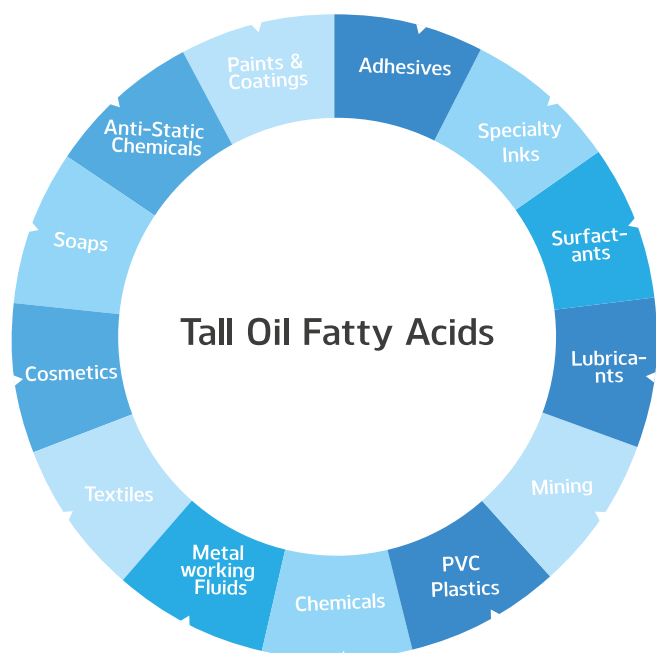 Paints &
Coatings
Adhesives
Specialty
Inks
Surfact-
ants
Lubrica-
nts
Mining
PVC
Plastics
Chemicals
Metal
working
Fluids
Textiles
Cosmetics
Soaps
Anti-Static
Chemicals
Tall Oil Fatty Acids